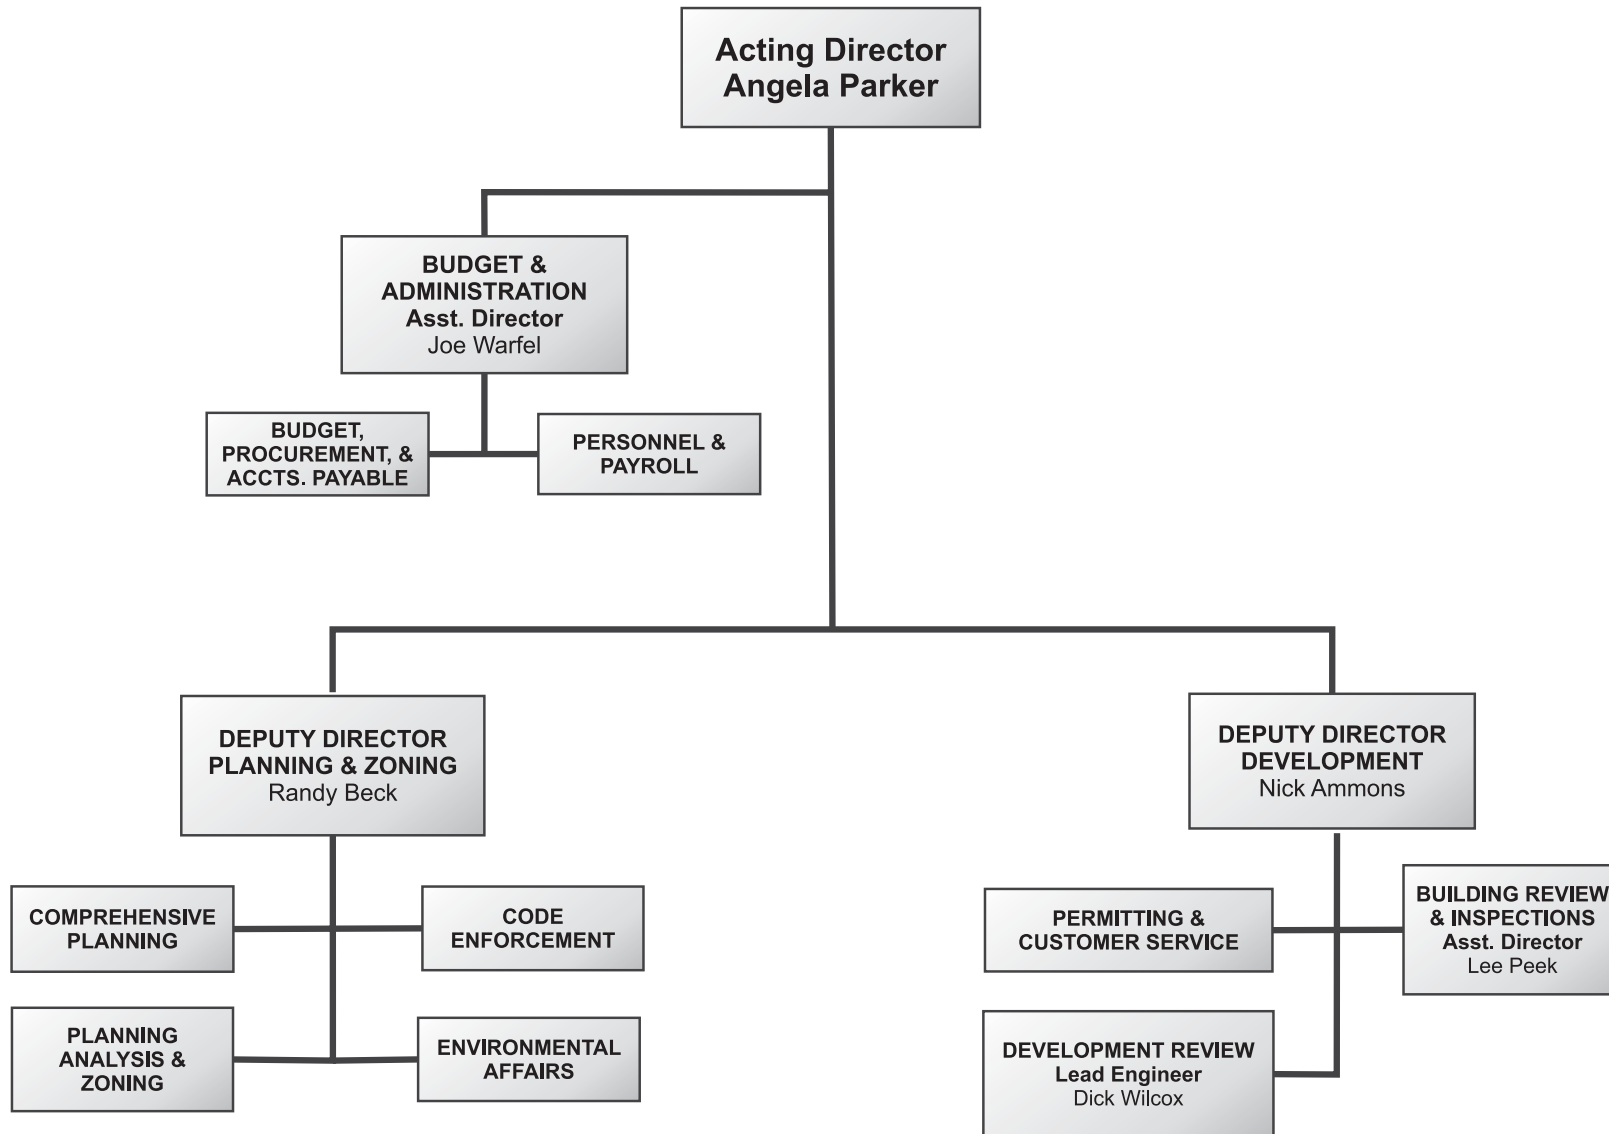 Acting Director
Angela Parker
BUDGET &
ADMINISTRATION
Asst. Director
Joe Warfel
BUDGET,
PROCUREMENT, &
ACCTS. PAYABLE
PERSONNEL &
PAYROLL
DEPUTY DIRECTOR
PLANNING & ZONING
Randy Beck
COMPREHENSIVE
PLANNING
CODE
ENFORCEMENT
PLANNING
ANALYSIS &
ZONING
ENVIRONMENTAL
AFFAIRS
DEPUTY DIRECTOR
DEVELOPMENT
Nick Ammons
PERMITTING &
CUSTOMER SERVICE
BUILDING REVIEW
& INSPECTIONS
Asst. Director
Lee Peek
DEVELOPMENT REVIEW
Lead Engineer
Dick Wilcox